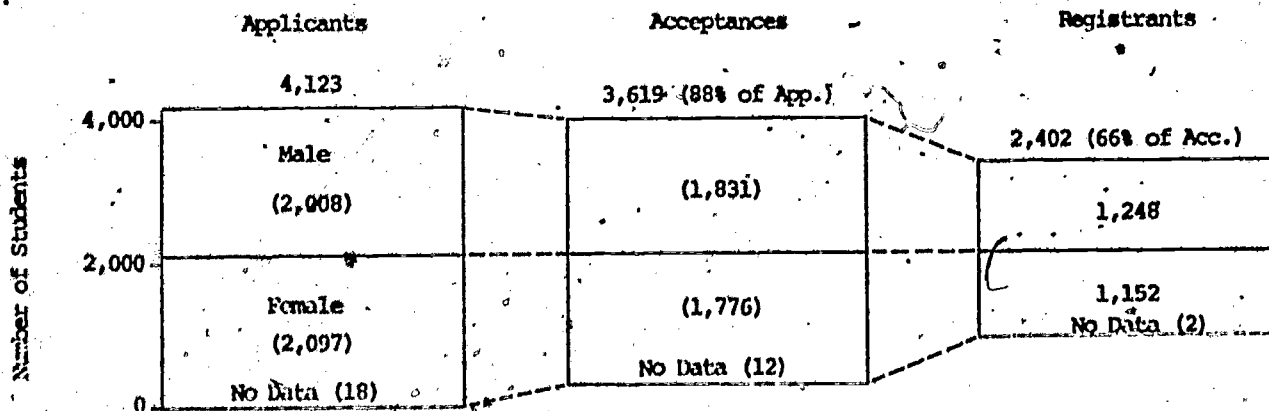 Applicants
Acceptances
Registrants
4,123
3,619 (88% of App.)
2,402 (66% of Acc.)
Number of Students
4,000
2,000
0
Male
(2,008)
Female
(2,097)
No Data (18)
(1,831)
(1,776)
No Data (12)
1,248
1,152
No Data (2)